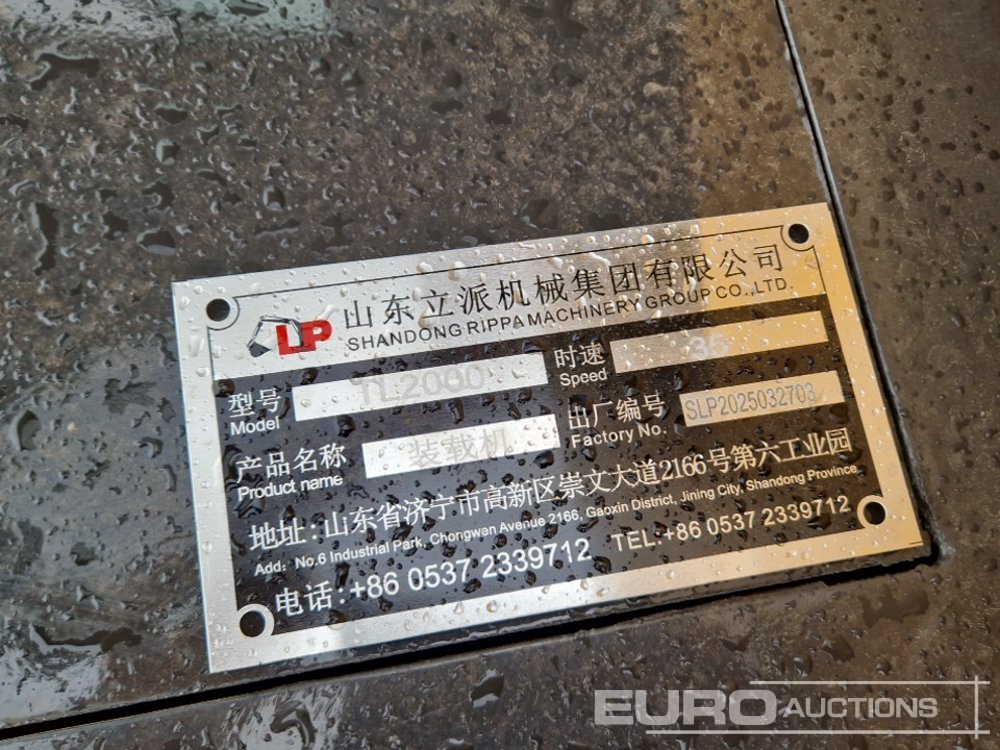 LP 山东立派机械集团有限公司
SHANDONG RIPPA MACHINERY GROUP CO.,LTD.
型号 TL2000 时速 35
Model Speed
产品名称 装载机 出厂编号 SLP2025032703
Product name Factory No.
地址:山东省济宁市高新区崇文大道2166号第六工业园
Add: No.6 Industrial Park, Chongwen Avenue 2166, Gaoxin District, Jining City, Shandong Province.
电话:+86 0537 2339712 TEL:+86 0537 2339712
EURO AUCTIONS